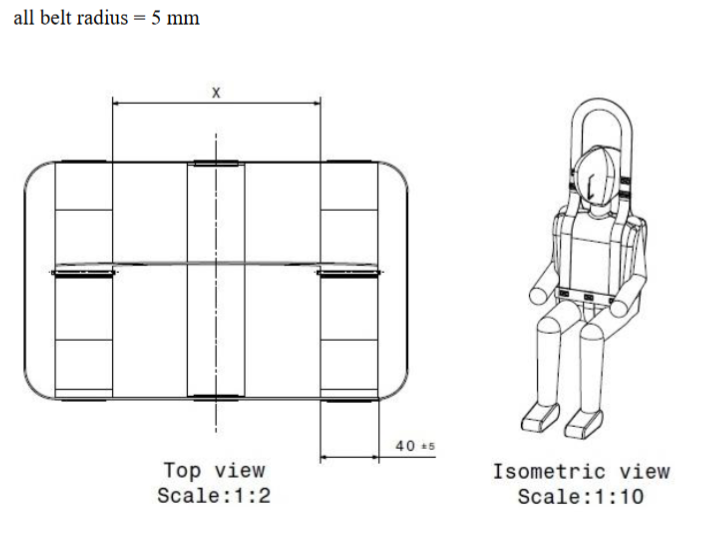 all belt radius = 5 mm
X
40 ±5
Top view
Scale:1:2
Isometric view
Scale:1:10